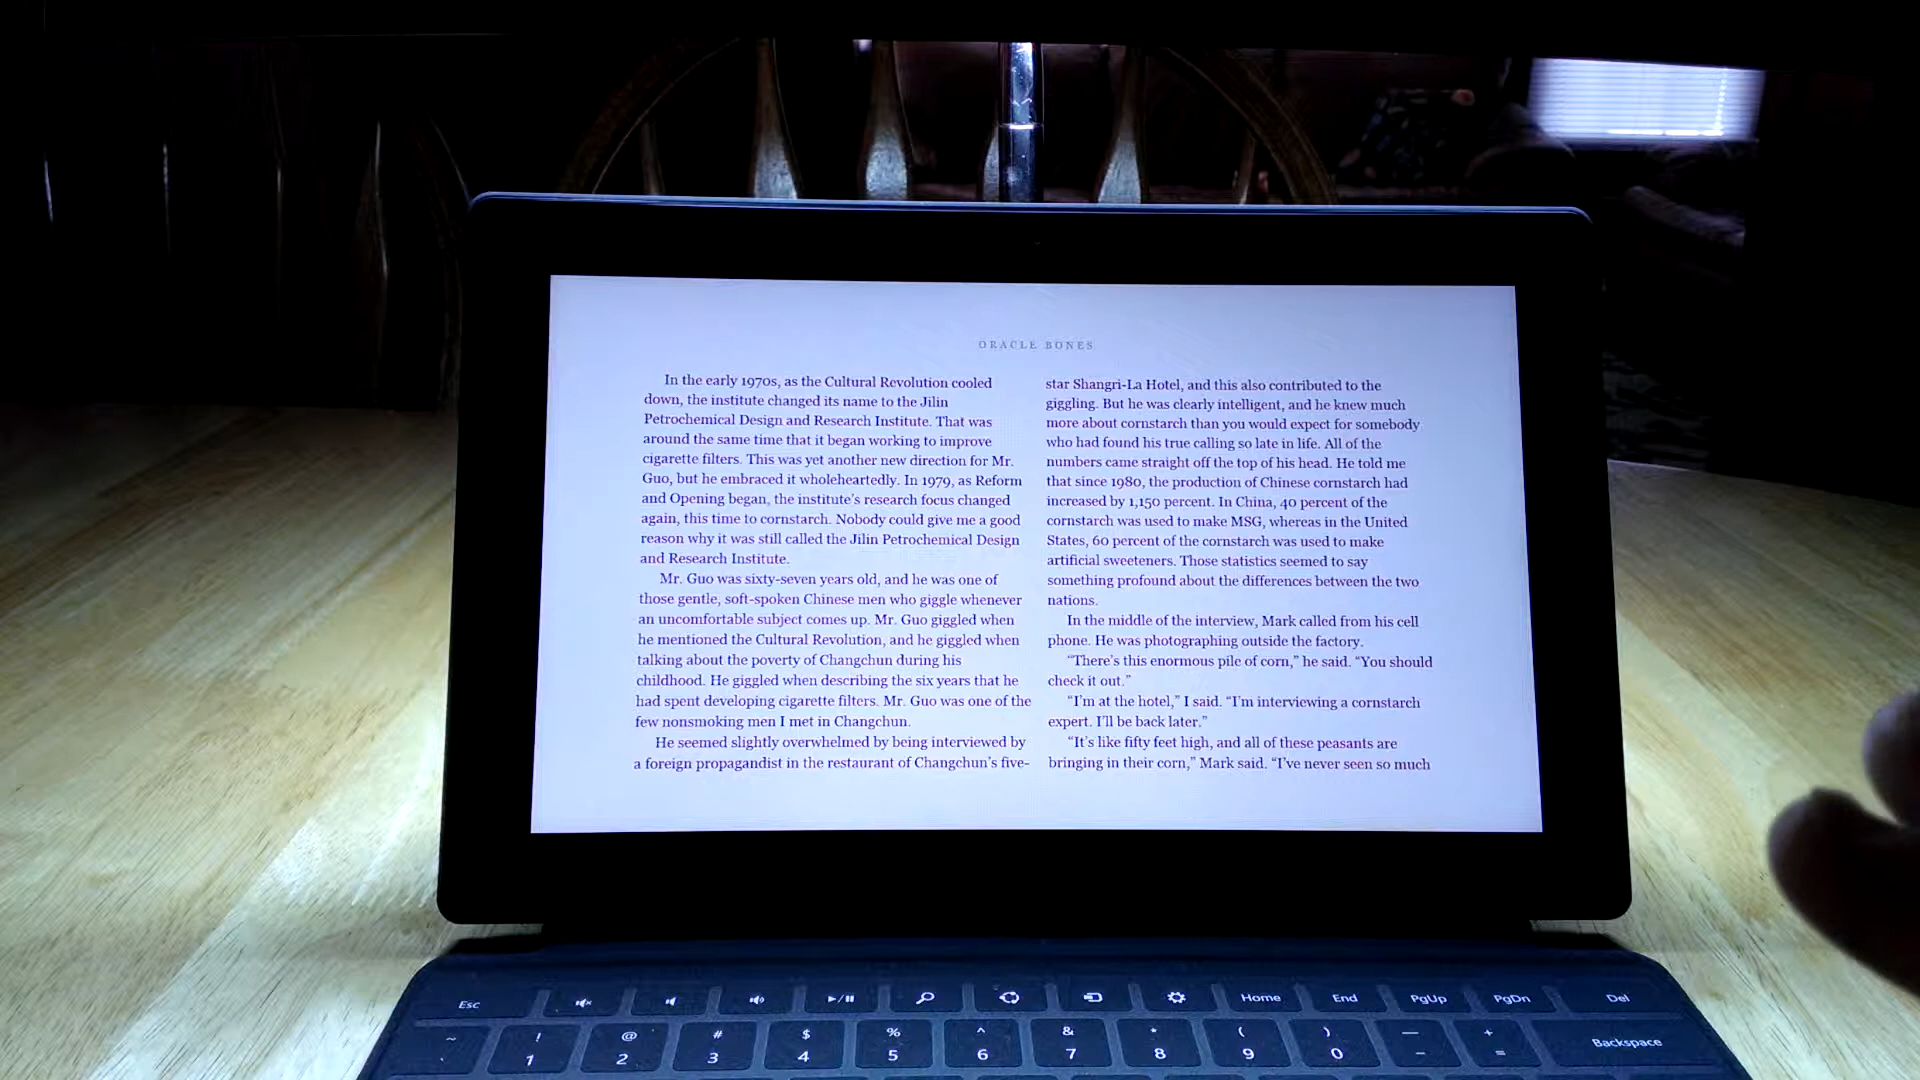 ORACLE BONES
In the early 1970s, as the Cultural Revolution cooled
down, the institute changed its name to the Jilin
Petrochemical Design and Research Institute. That was
around the same time that it began working to improve
cigarette filters. This was yet another new direction for Mr.
Guo, but he embraced it wholeheartedly. In 1979, as Reform
and Opening began, the institute's research focus changed
again, this time to cornstarch. Nobody could give me a good
reason why it was still called the Jilin Petrochemical Design
and Research Institute.
Mr. Guo was sixty-seven years old, and he was one of
those gentle, soft-spoken Chinese men who giggle whenever
an uncomfortable subject comes up. Mr. Guo giggled when
he mentioned the Cultural Revolution, and he giggled when
talking about the poverty of Changchun during his
childhood. He giggled when describing the six years that he
had spent developing cigarette filters. Mr. Guo was one of the
few nonsmoking men I met in Changchun.
He seemed slightly overwhelmed by being interviewed by
a foreign propagandist in the restaurant of Changchun's five-
star Shangri-La Hotel, and this also contributed to the
giggling. But he was clearly intelligent, and he knew much
more about cornstarch than you would expect for somebody
who had found his true calling so late in life. All of the
numbers came straight off the top of his head. He told me
that since 1980, the production of Chinese cornstarch had
increased by 1,150 percent. In China, 40 percent of the
cornstarch was used to make MSG, whereas in the United
States, 60 percent of the cornstarch was used to make
artificial sweeteners. Those statistics seemed to say
something profound about the differences between the two
nations.
In the middle of the interview, Mark called from his cell
phone. He was photographing outside the factory.
“There's this enormous pile of corn,” he said. “You should
check it out.”
“I'm at the hotel,” I said. “I'm interviewing a cornstarch
expert. I'll be back later.”
“It's like fifty feet high, and all of these peasants are
bringing in their corn,” Mark said. “I've never seen so much
Esc Home End PgUp PgDn Del
~ ! @ # $ % ^ & * ( ) — +
` 1 2 3 4 5 6 7 8 9 0 - = Backspace